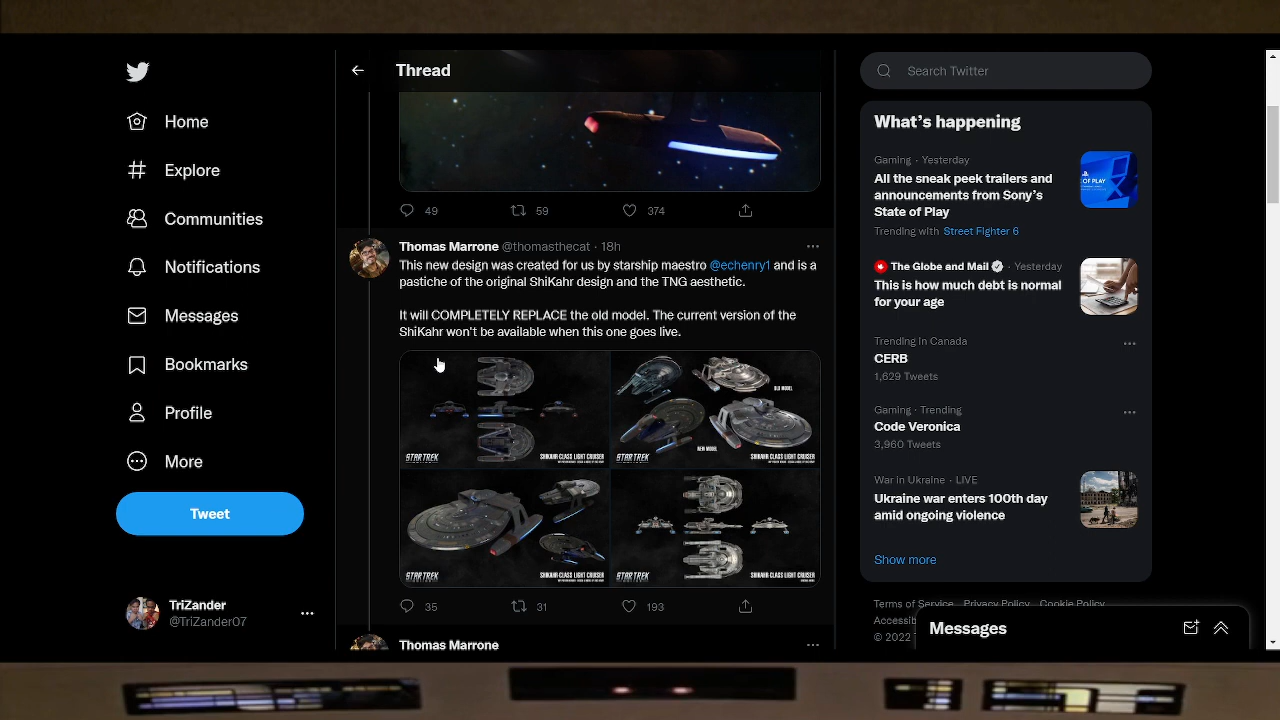 Home
Explore
Communities
Notifications
Messages
Bookmarks
Profile
More
Tweet
TriZander
@TriZander07
Thread
49
59
374
Thomas Marrone @thomasthecat · 18h
This new design was created for us by starship maestro @echenry1 and is a
pastiche of the original ShiKahr design and the TNG aesthetic.
It will COMPLETELY REPLACE the old model. The current version of the
ShiKahr won't be available when this one goes live.
STAR TREK
SHIKAHR CLASS LIGHT CRUISER
OLD MODEL
NEW MODEL
STAR TREK
SHIKAHR CLASS LIGHT CRUISER
STAR TREK
SHIKAHR CLASS LIGHT CRUISER
STAR TREK
SHIKAHR CLASS LIGHT CRUISER
35
31
193
Thomas Marrone
Search Twitter
What's happening
Gaming · Yesterday
All the sneak peek trailers and
announcements from Sony's
State of Play
Trending with Street Fighter 6
OF PLAY
The Globe and Mail · Yesterday
This is how much debt is normal
for your age
Trending in Canada
CERB
1,629 Tweets
Gaming · Trending
Code Veronica
3,960 Tweets
War in Ukraine · LIVE
Ukraine war enters 100th day
amid ongoing violence
Show more
Terms of Service Privacy Policy Cookie Policy
Accessib
© 2022
Messages